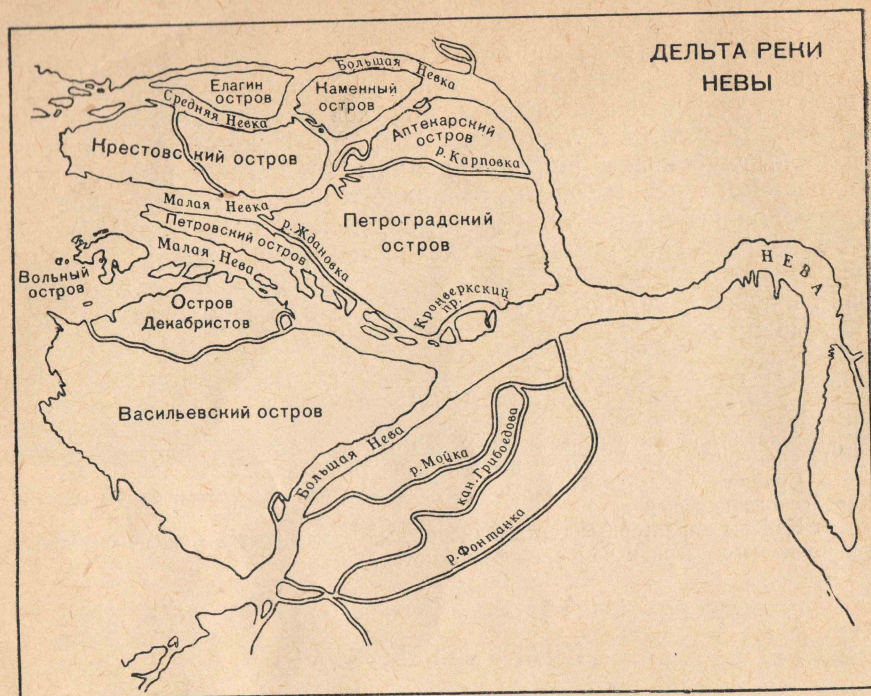 ДЕЛЬТА РЕКИ
НЕВЫ
Большая Невка
Елагин
остров
Каменный
остров
Средняя Невка
Аптекарский
остров
р. Карповка
Крестовский остров
Малая Невка
Петровский остров
р. Ждановка
Петроградский
остров
Малая Нева
Вольный
остров
Остров
Декабристов
Кронверкский
пр.
НЕВА
Васильевский остров
Большая Нева
р. Мойка
кан. Грибоедова
р. Фонтанка